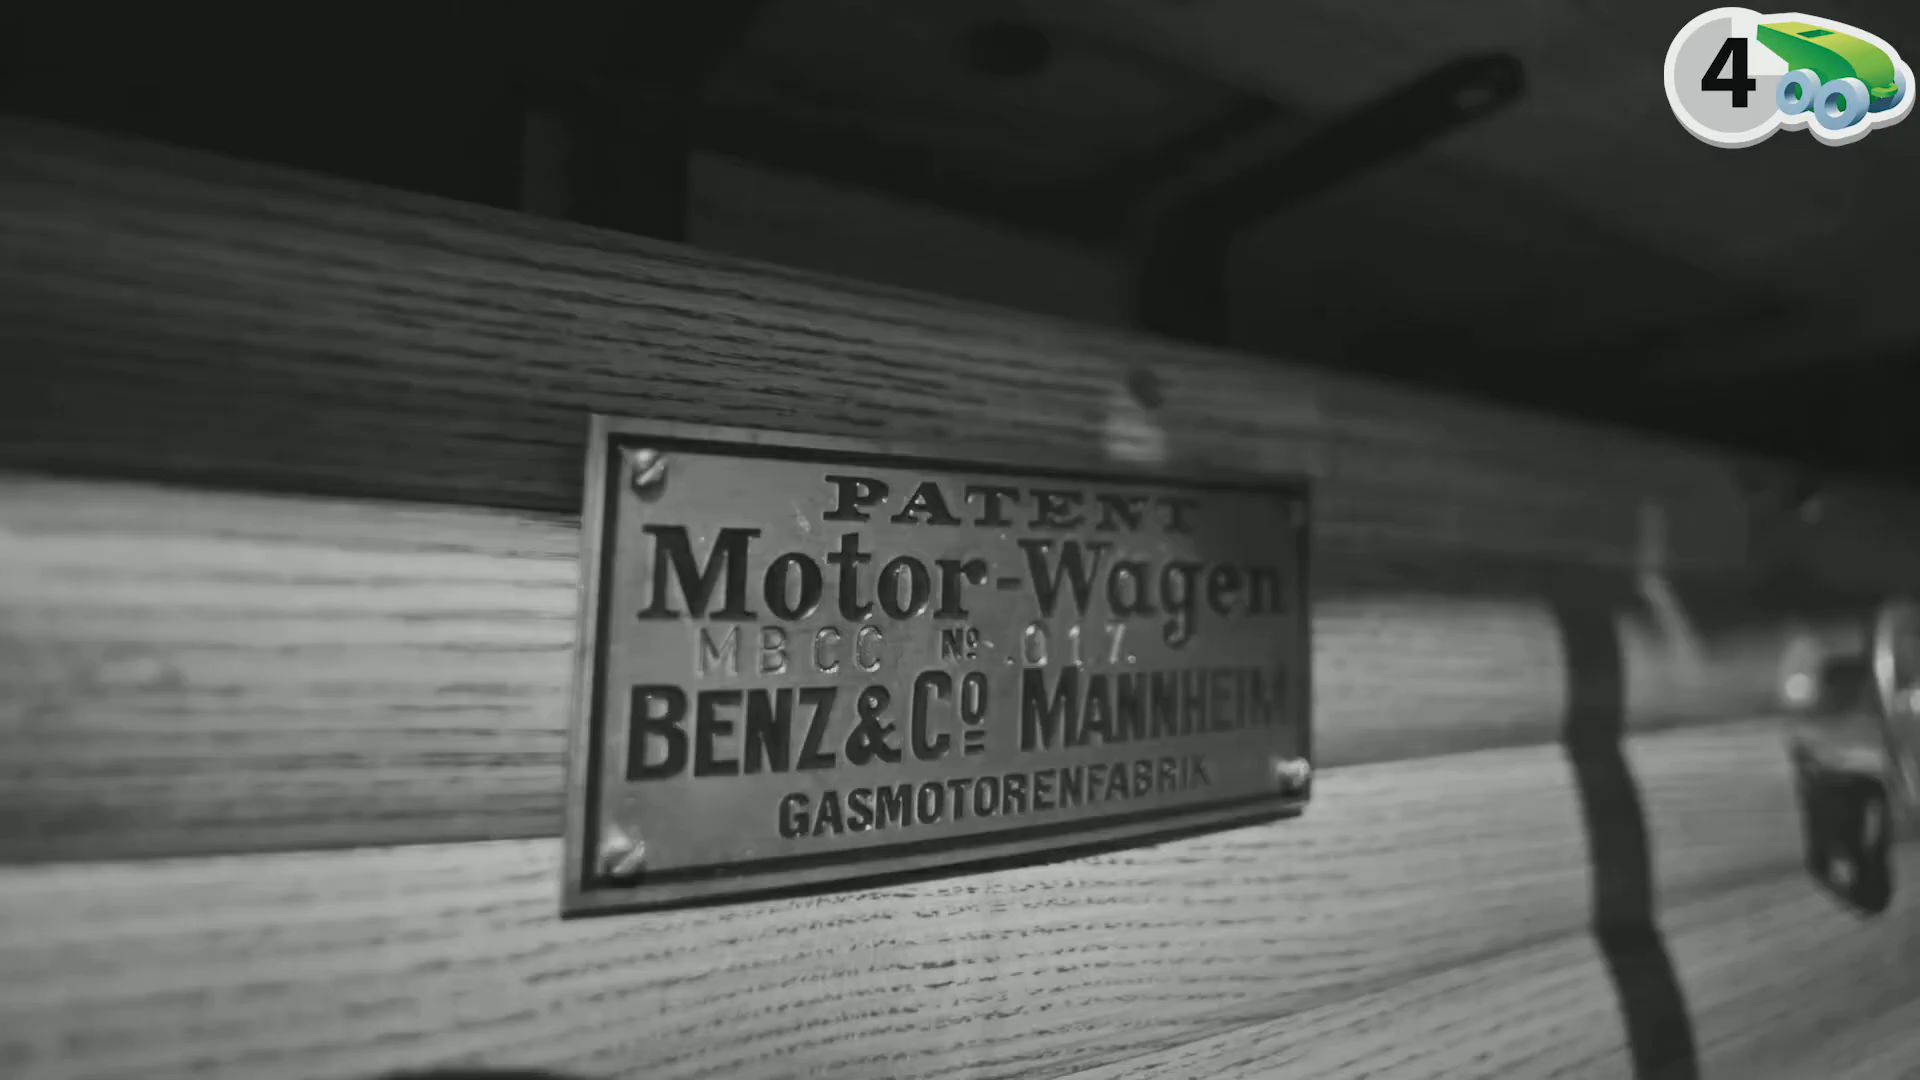 4
PATENT
Motor-Wagen
MBCC No .017.
BENZ & Co MANNHEIM
GASMOTORENFABRIK